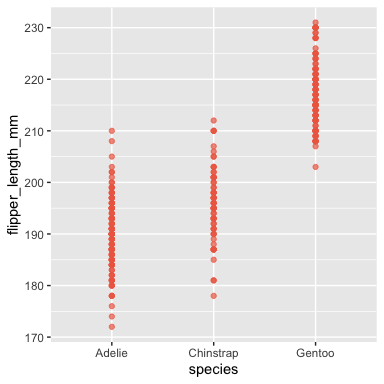 230
220
210
200
190
180
170
flipper_length_mm
Adelie Chinstrap Gentoo
species